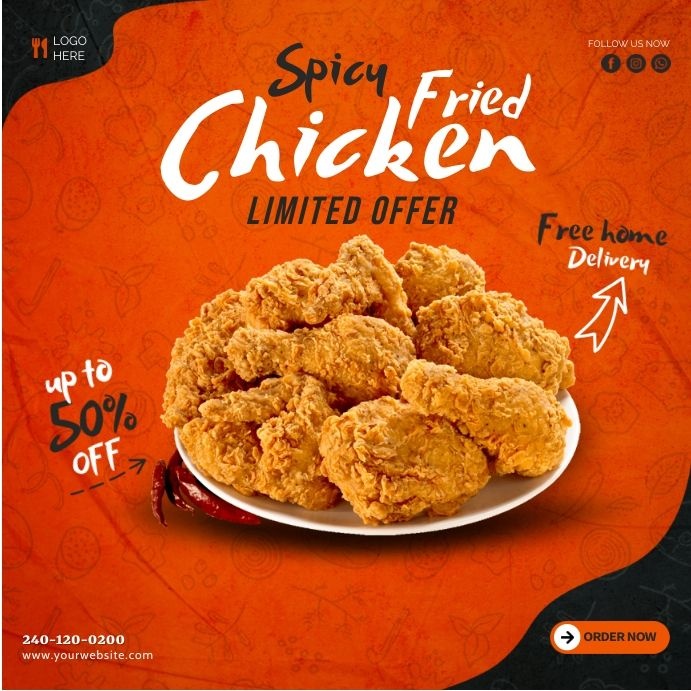 LOGO
HERE
FOLLOW US NOW
Spicy
Fried
Chicken
LIMITED OFFER
Free home
Delivery
up to
50%
OFF
240-120-0200
www.yourwebsite.com
ORDER NOW